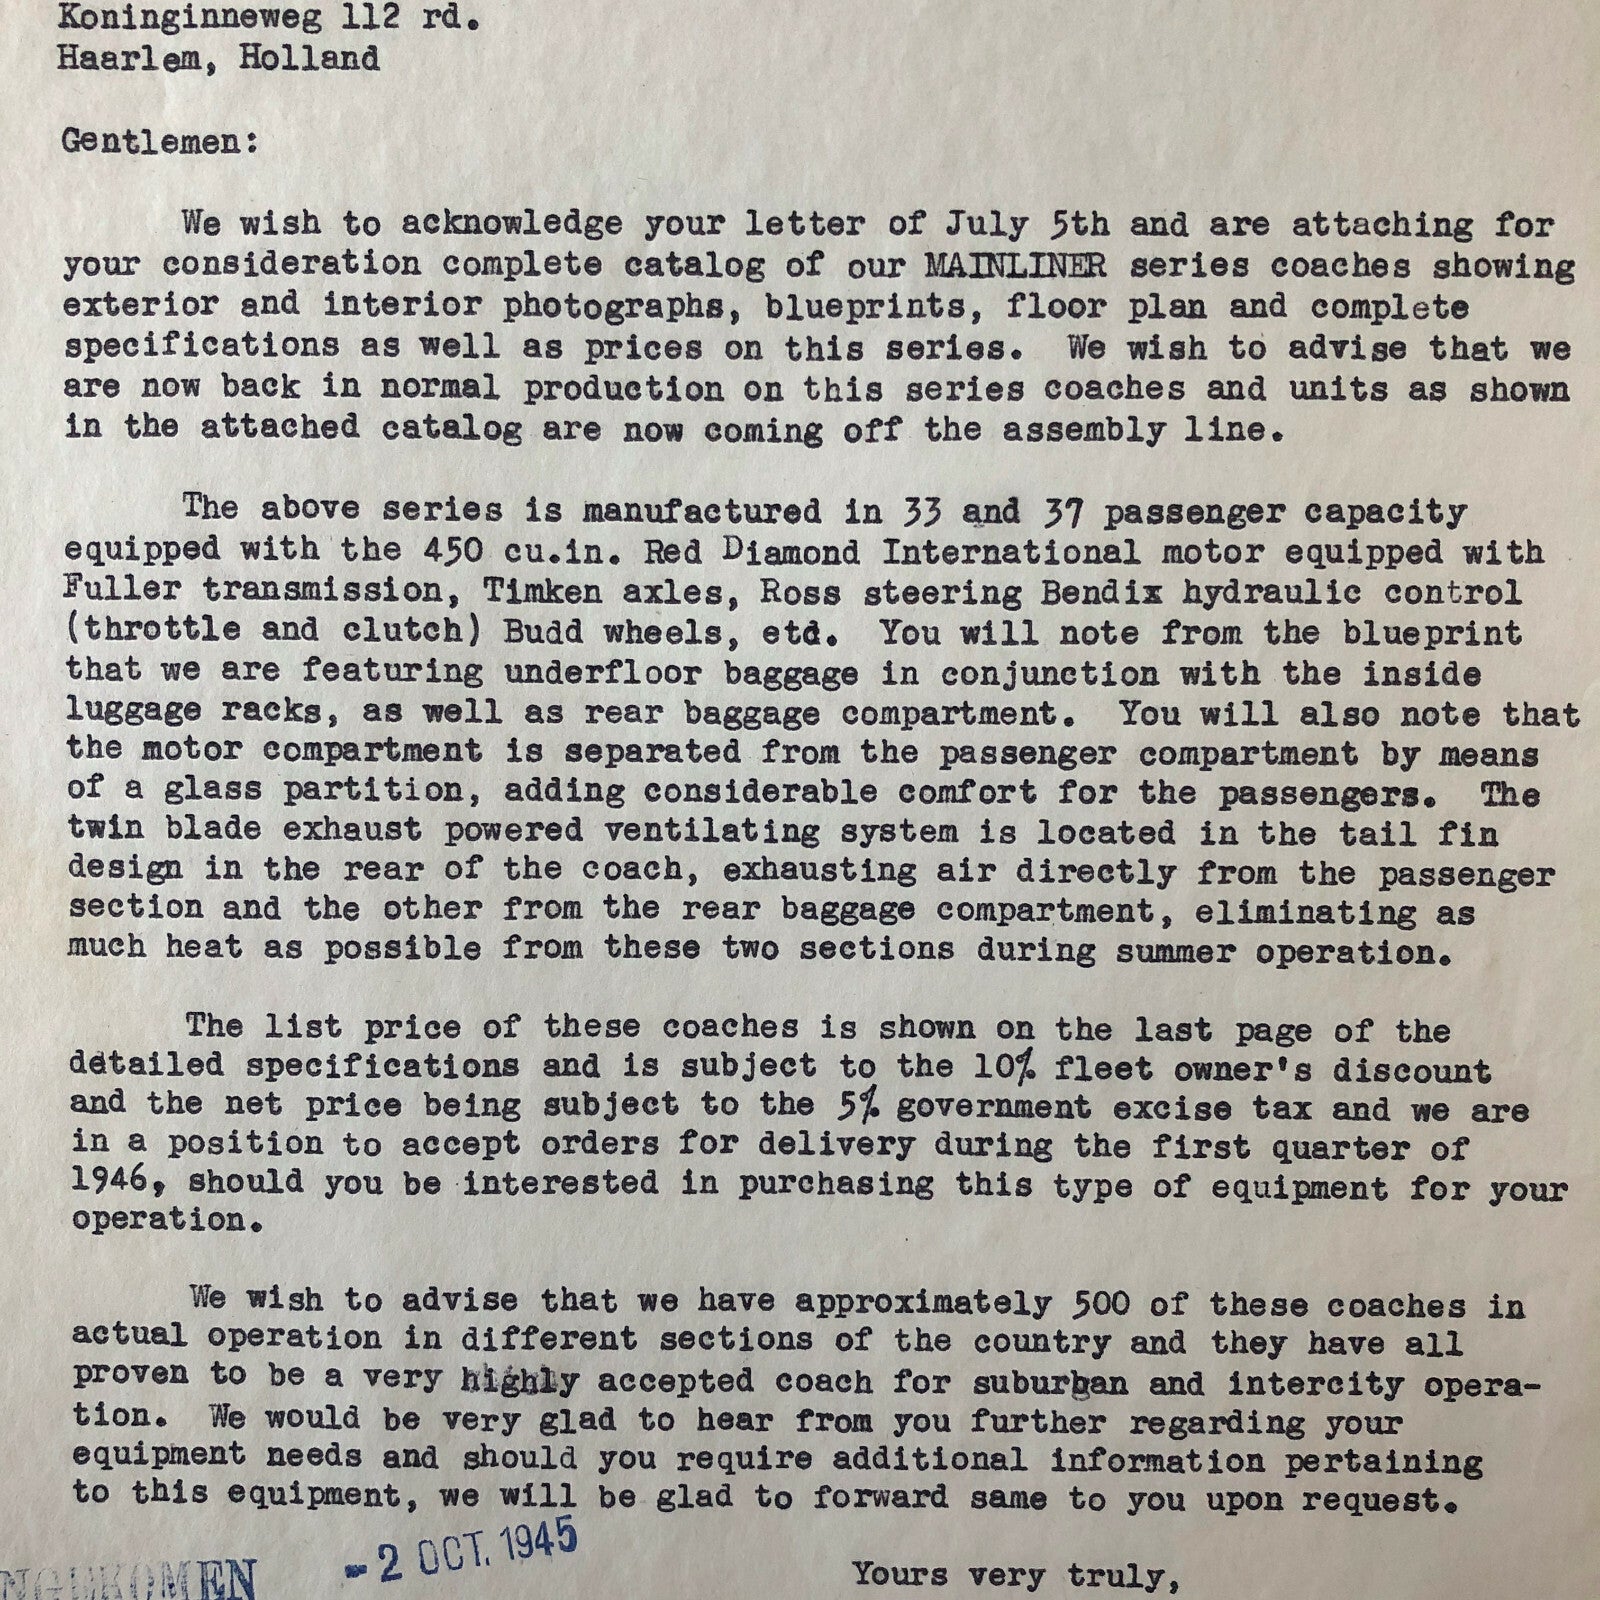 Koninginneweg 112 rd.
Haarlem, Holland
Gentlemen:
We wish to acknowledge your letter of July 5th and are attaching for
your consideration complete catalog of our MAINLINER series coaches showing
exterior and interior photographs, blueprints, floor plan and complete
specifications as well as prices on this series. We wish to advise that we
are now back in normal production on this series coaches and units as shown
in the attached catalog are now coming off the assembly line.
The above series is manufactured in 33 and 37 passenger capacity
equipped with the 450 cu.in. Red Diamond International motor equipped with
Fuller transmission, Timken axles, Ross steering Bendix hydraulic control
(throttle and clutch) Budd wheels, etd. You will note from the blueprint
that we are featuring underfloor baggage in conjunction with the inside
luggage racks, as well as rear baggage compartment. You will also note that
the motor compartment is separated from the passenger compartment by means
of a glass partition, adding considerable comfort for the passengers. The
twin blade exhaust powered ventilating system is located in the tail fin
design in the rear of the coach, exhausting air directly from the passenger
section and the other from the rear baggage compartment, eliminating as
much heat as possible from these two sections during summer operation.
The list price of these coaches is shown on the last page of the
detailed specifications and is subject to the 10% fleet owner's discount
and the net price being subject to the 5% government excise tax and we are
in a position to accept orders for delivery during the first quarter of
1946, should you be interested in purchasing this type of equipment for your
operation.
We wish to advise that we have approximately 500 of these coaches in
actual operation in different sections of the country and they have all
proven to be a very highly accepted coach for suburban and intercity opera-
tion. We would be very glad to hear from you further regarding your
equipment needs and should you require additional information pertaining
to this equipment, we will be glad to forward same to you upon request.
NGEKOMEN -2 OCT. 1945
Yours very truly,